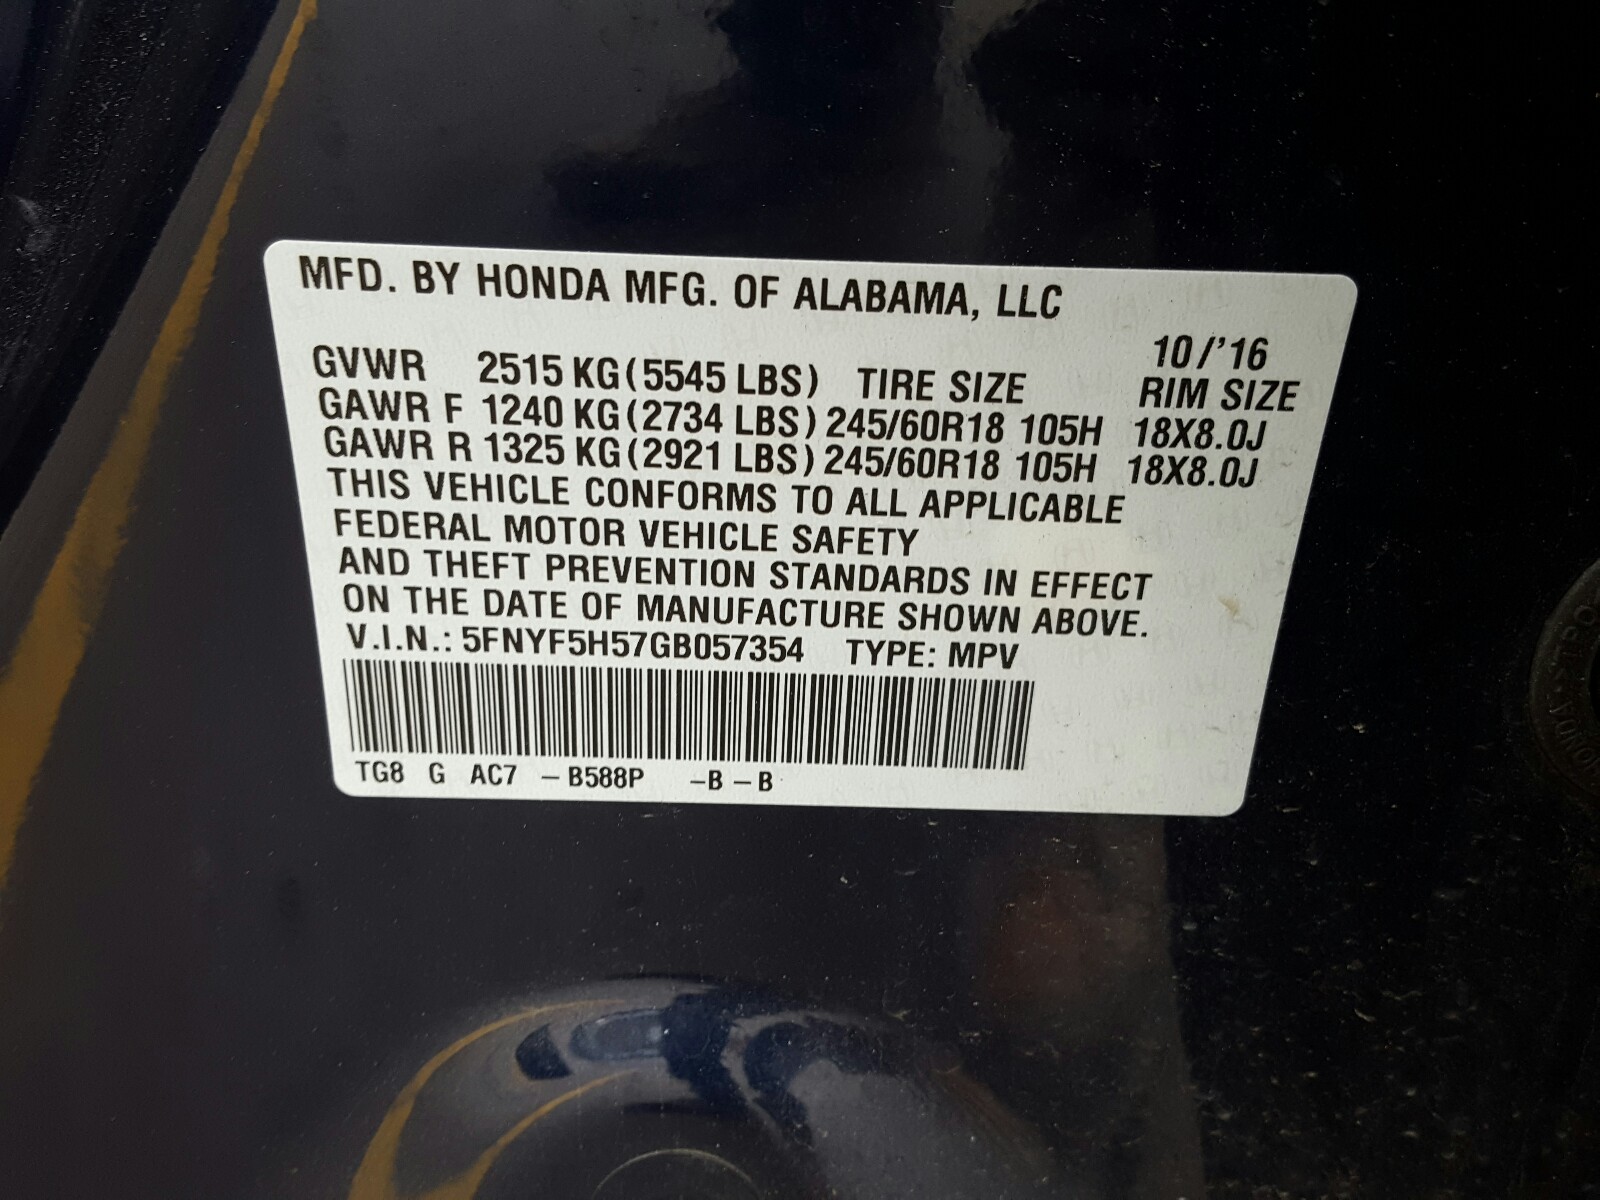 MFD. BY HONDA MFG. OF ALABAMA, LLC
10/'16
GVWR 2515 KG (5545 LBS) TIRE SIZE RIM SIZE
GAWR F 1240 KG (2734 LBS) 245/60R18 105H 18X8.0J
GAWR R 1325 KG (2921 LBS) 245/60R18 105H 18X8.0J
THIS VEHICLE CONFORMS TO ALL APPLICABLE
FEDERAL MOTOR VEHICLE SAFETY
AND THEFT PREVENTION STANDARDS IN EFFECT
ON THE DATE OF MANUFACTURE SHOWN ABOVE.
V.I.N.: 5FNYF5H57GB057354 TYPE: MPV
TG8 G AC7 – B588P –B – B
HONDA